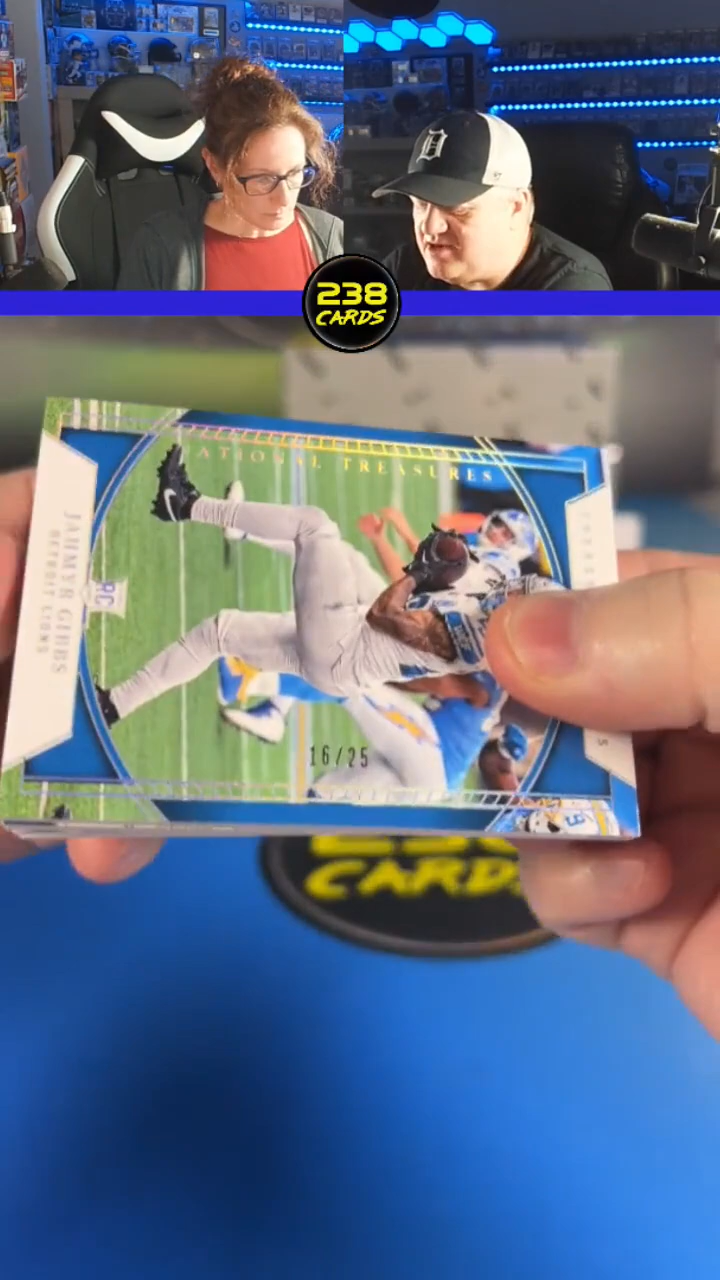 D
238
CARDS
NATIONAL TREASURES
JAHMYR GIBBS
DETROIT LIONS
RC
16/25
CARDS